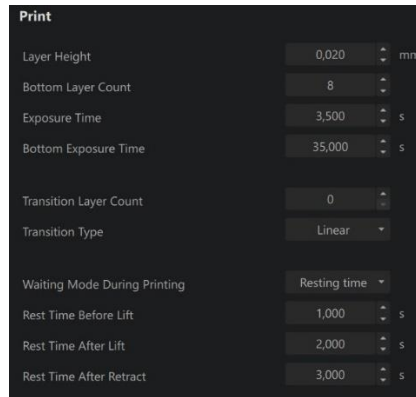 Print
Layer Height 0,020 mm
Bottom Layer Count 8
Exposure Time 3,500 s
Bottom Exposure Time 35,000 s
Transition Layer Count 0
Transition Type Linear
Waiting Mode During Printing Resting time
Rest Time Before Lift 1,000 s
Rest Time After Lift 2,000 s
Rest Time After Retract 3,000 s